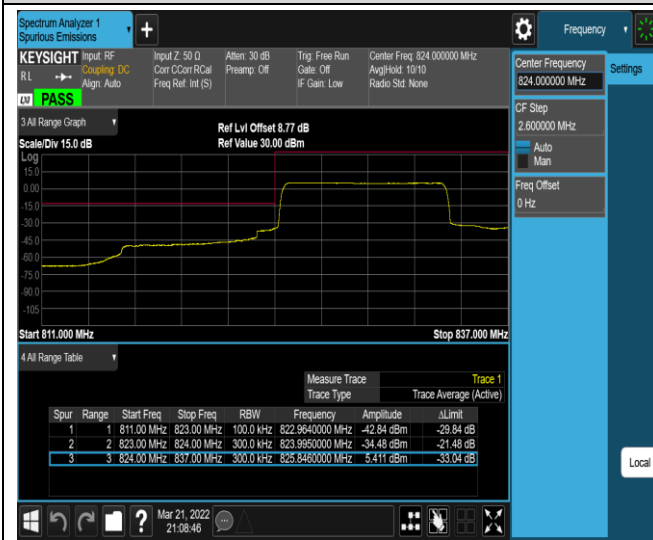 Spectrum Analyzer 1
Spurious Emissions
Frequency
KEYSIGHT
RL
LXI PASS
Input: RF
Coupling: DC
Align: Auto
Input Z: 50 Ω
Corr CCorr RCal
Freq Ref: Int (S)
Atten: 30 dB
Preamp: Off
Trig: Free Run
Gate: Off
IF Gain: Low
Center Freq: 824.000000 MHz
Avg|Hold: 10/10
Radio Std: None
Center Frequency
824.000000 MHz
Settings
CF Step
2.600000 MHz
Auto
Man
Freq Offset
0 Hz
3 All Range Graph
Scale/Div 15.0 dB
Ref Lvl Offset 8.77 dB
Ref Value 30.00 dBm
Log
15.0
0.00
-15.0
-30.0
-45.0
-60.0
-75.0
-90.0
-105
Start 811.000 MHz
Stop 837.000 MHz
4 All Range Table
Measure Trace Trace 1
Trace Type Trace Average (Active)
Spur Range Start Freq Stop Freq RBW Frequency Amplitude ΔLimit
1 1 811.00 MHz 823.00 MHz 100.0 kHz 822.9640000 MHz -42.84 dBm -29.84 dB
2 2 823.00 MHz 824.00 MHz 300.0 kHz 823.9950000 MHz -34.48 dBm -21.48 dB
3 3 824.00 MHz 837.00 MHz 300.0 kHz 825.8460000 MHz 5.411 dBm -33.04 dB
Local
?
Mar 21, 2022
21:08:46